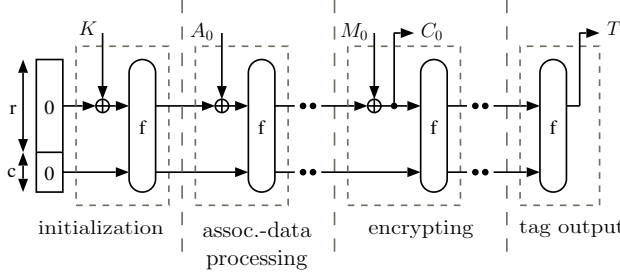 K
A0
M0
C0
T
r
0
f
f
f
f
c
0
initialization
assoc.-data
processing
encrypting
tag output